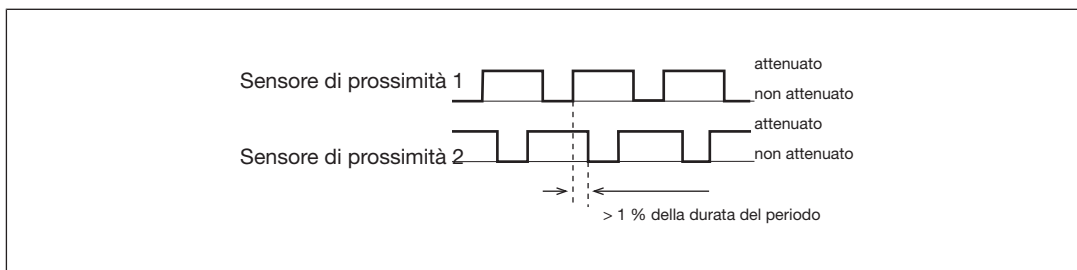 Sensore di prossimità 1
attenuato
non attenuato
Sensore di prossimità 2
attenuato
non attenuato
> 1 % della durata del periodo